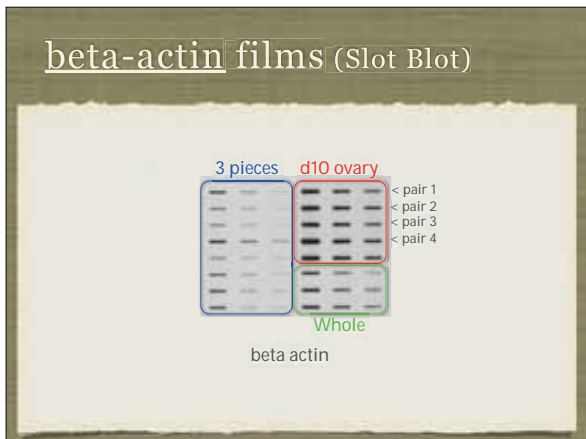 beta-actin films (Slot Blot)
3 pieces d10 ovary
< pair 1
< pair 2
< pair 3
< pair 4
Whole
beta actin